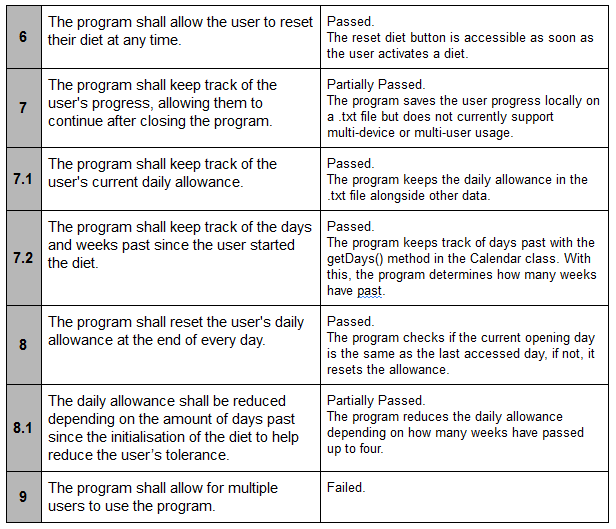 6
The program shall allow the user to reset
their diet at any time.
Passed.
The reset diet button is accessible as soon as
the user activates a diet.
7
The program shall keep track of the
user's progress, allowing them to
continue after closing the program.
Partially Passed.
The program saves the user progress locally on
a .txt file but does not currently support
multi-device or multi-user usage.
7.1
The program shall keep track of the
user's current daily allowance.
Passed.
The program keeps the daily allowance in the
.txt file alongside other data.
7.2
The program shall keep track of the days
and weeks past since the user started
the diet.
Passed.
The program keeps track of days past with the
getDays() method in the Calendar class. With
this, the program determines how many weeks
have past.
8
The program shall reset the user's daily
allowance at the end of every day.
Passed.
The program checks if the current opening day
is the same as the last accessed day, if not, it
resets the allowance.
8.1
The daily allowance shall be reduced
depending on the amount of days past
since the initialisation of the diet to help
reduce the user’s tolerance.
Partially Passed.
The program reduces the daily allowance
depending on how many weeks have passed
up to four.
9
The program shall allow for multiple
users to use the program.
Failed.